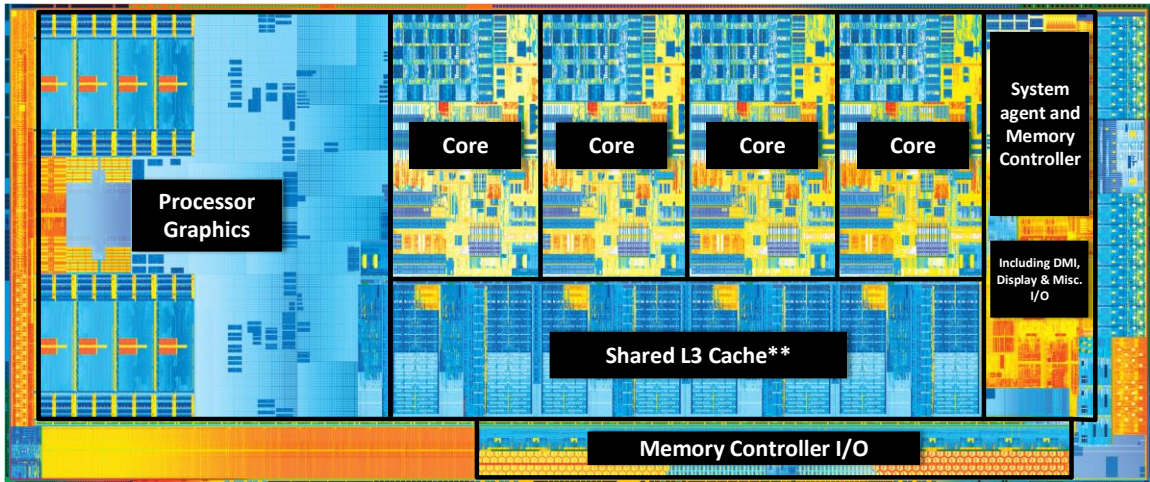 Core
Core
Core
Core
System
agent and
Memory
Controller
Processor
Graphics
Including DMI,
Display & Misc.
I/O
Shared L3 Cache**
Memory Controller I/O